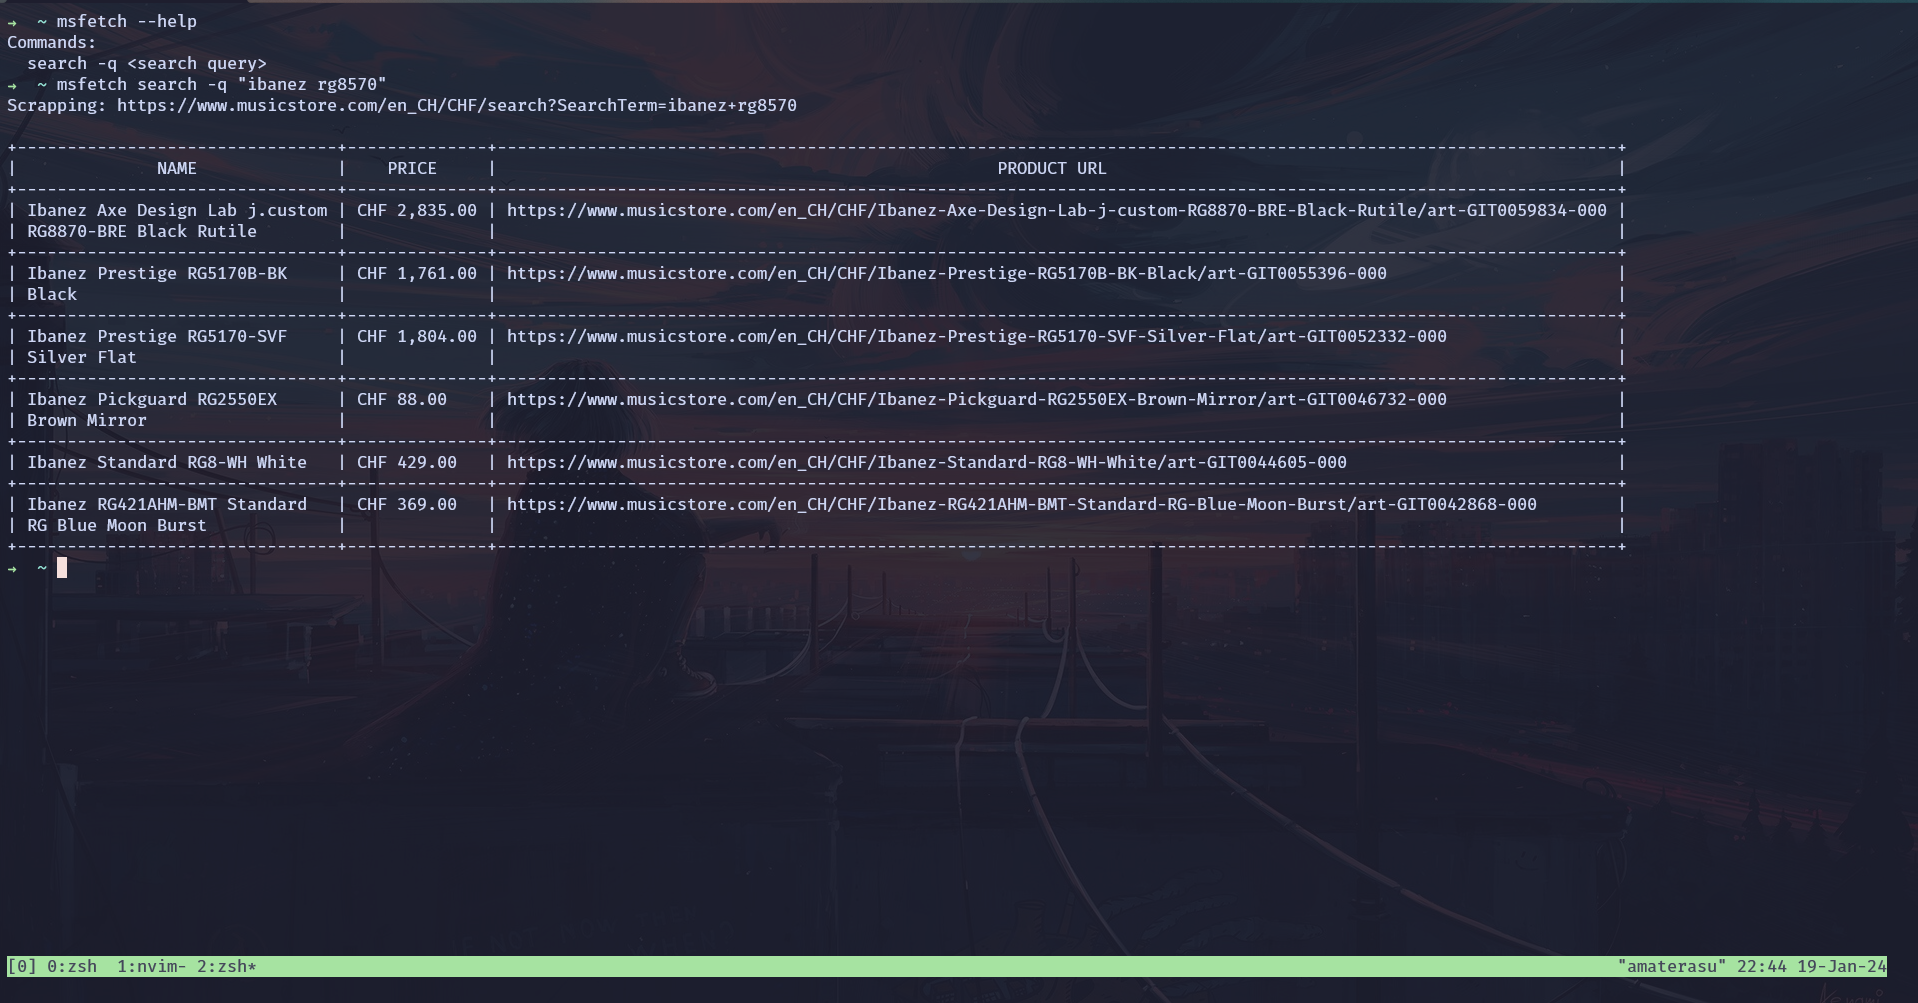 →  ~ msfetch --help
Commands:
  search -q <search query>
→  ~ msfetch search -q "ibanez rg8570"
Scrapping: https://www.musicstore.com/en_CH/CHF/search?SearchTerm=ibanez+rg8570
| NAME | PRICE | PRODUCT URL |
| Ibanez Axe Design Lab j.custom | CHF 2,835.00 | https://www.musicstore.com/en_CH/CHF/Ibanez-Axe-Design-Lab-j-custom-RG8870-BRE-Black-Rutile/art-GIT0059834-000 |
| RG8870-BRE Black Rutile | | |
| Ibanez Prestige RG5170B-BK | CHF 1,761.00 | https://www.musicstore.com/en_CH/CHF/Ibanez-Prestige-RG5170B-BK-Black/art-GIT0055396-000 |
| Black | | |
| Ibanez Prestige RG5170-SVF | CHF 1,804.00 | https://www.musicstore.com/en_CH/CHF/Ibanez-Prestige-RG5170-SVF-Silver-Flat/art-GIT0052332-000 |
| Silver Flat | | |
| Ibanez Pickguard RG2550EX | CHF 88.00 | https://www.musicstore.com/en_CH/CHF/Ibanez-Pickguard-RG2550EX-Brown-Mirror/art-GIT0046732-000 |
| Brown Mirror | | |
| Ibanez Standard RG8-WH White | CHF 429.00 | https://www.musicstore.com/en_CH/CHF/Ibanez-Standard-RG8-WH-White/art-GIT0044605-000 |
| Ibanez RG421AHM-BMT Standard | CHF 369.00 | https://www.musicstore.com/en_CH/CHF/Ibanez-RG421AHM-BMT-Standard-RG-Blue-Moon-Burst/art-GIT0042868-000 |
| RG Blue Moon Burst | | |
→  ~
[0] 0:zsh  1:nvim- 2:zsh* "amaterasu" 22:44 19-Jan-24